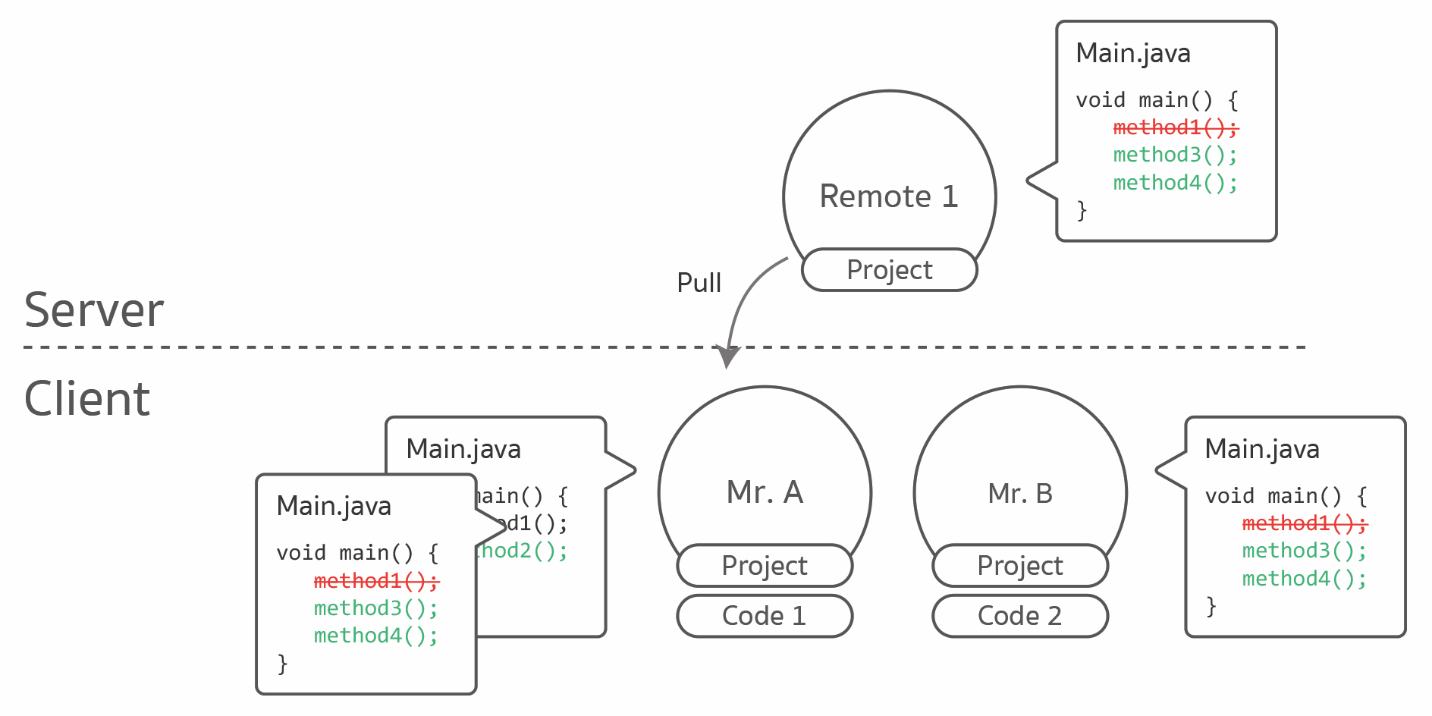 Main.java
void main() {
method1();
method3();
method4();
}
Remote 1
Project
Pull
Server
Client
Main.java
main() {
od1();
hod2();
Main.java
void main() {
method1();
method3();
method4();
}
Mr. A
Project
Code 1
Mr. B
Project
Code 2
Main.java
void main() {
method1();
method3();
method4();
}